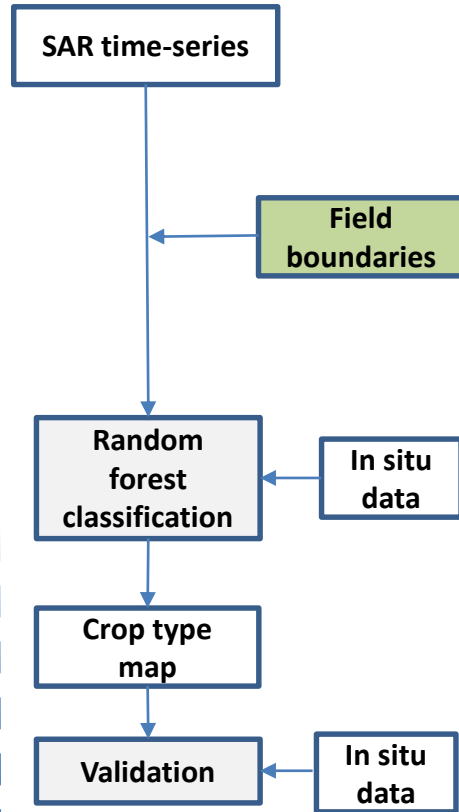 SAR time-series
Field
boundaries
Random
forest
classification
In situ
data
Crop type
map
Validation
In situ
data